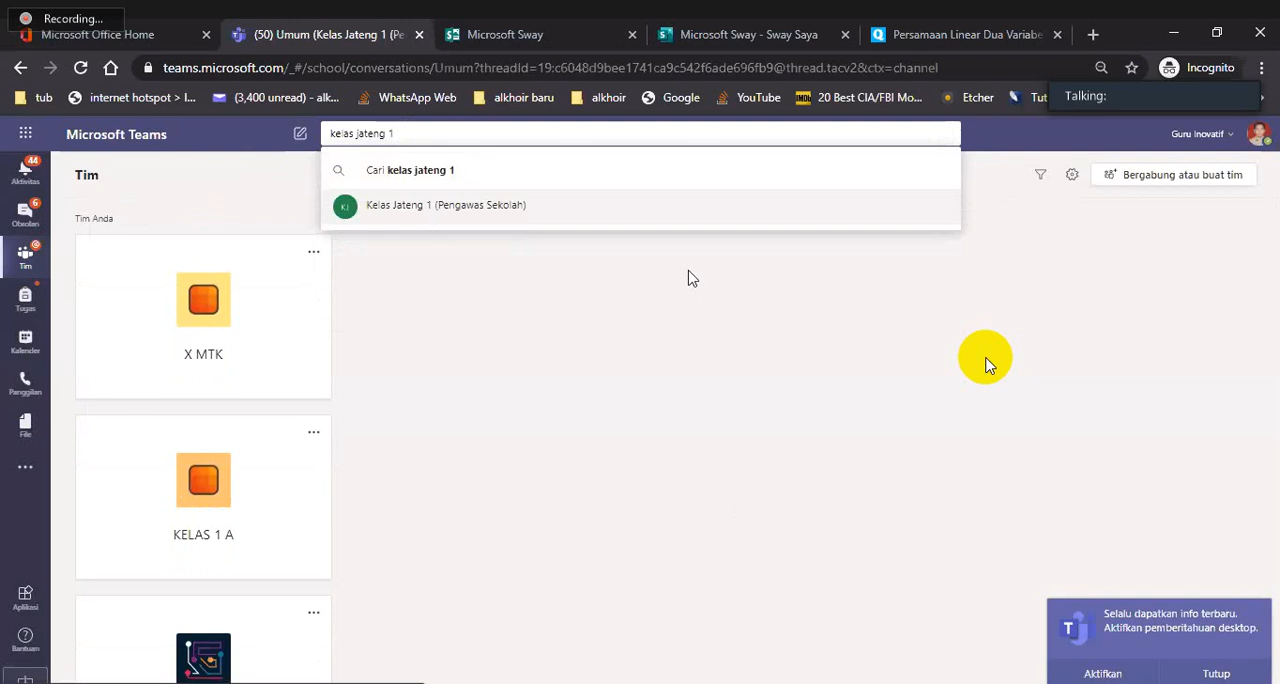 Recording...
Microsoft Office Home
(50) Umum (Kelas Jateng 1 (Pe
Microsoft Sway
Microsoft Sway - Sway Saya
Persamaan Linear Dua Variabe
teams.microsoft.com/_#/school/conversations/Umum?threadId=19:c6048d9bee1741ca9c542f6ade696fb9@thread.tacv2&ctx=channel
Incognito
tub
internet hotspot > I...
(3,400 unread) - alk...
WhatsApp Web
alkhoir baru
alkhoir
Google
YouTube
20 Best CIA/FBI Mo...
Etcher
Tut
Talking:
Microsoft Teams
kelas jateng 1
Guru Inovatif
44
Aktivitas
Tim
Cari kelas jateng 1
Bergabung atau buat tim
6
Obrolan
KJ
Kelas Jateng 1 (Pengawas Sekolah)
Tim Anda
Tim
Tugas
Kalender
X MTK
Panggilan
File
KELAS 1 A
Aplikasi
Bantuan
Selalu dapatkan info terbaru.
Aktifkan pemberitahuan desktop.
Aktifkan
Tutup